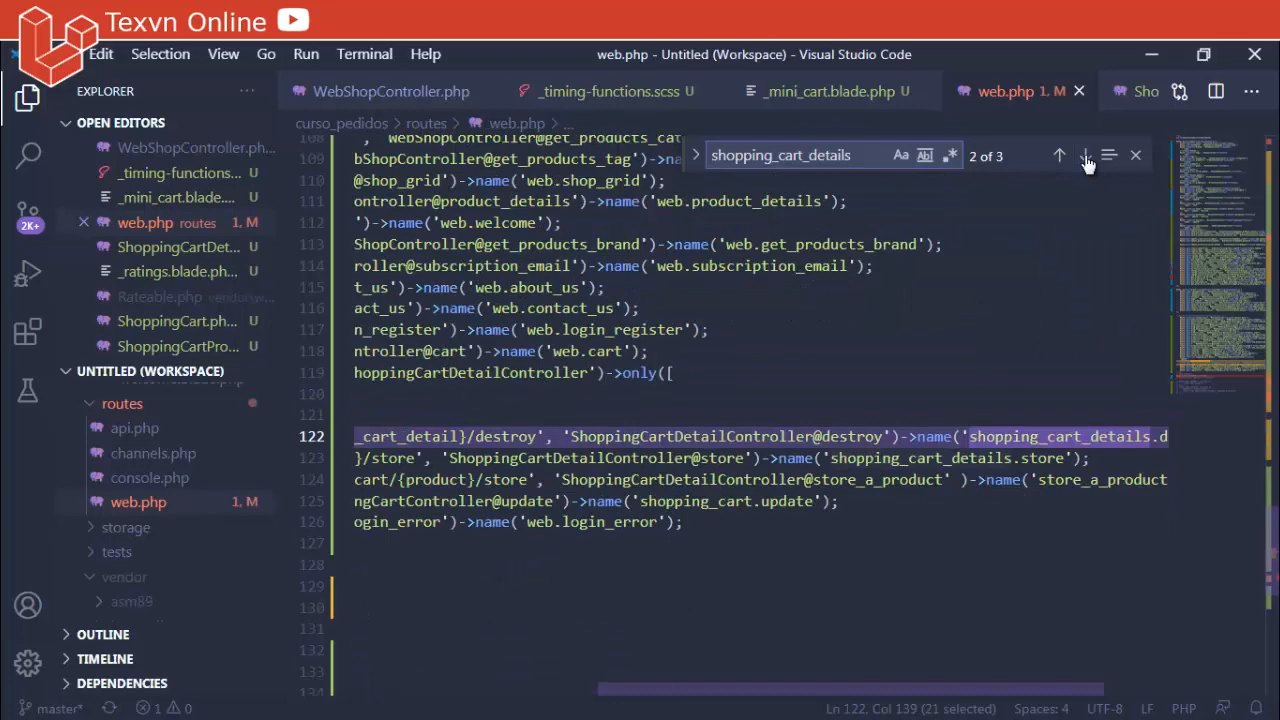 Texvn Online
Edit Selection View Go Run Terminal Help
web.php - Untitled (Workspace) - Visual Studio Code
EXPLORER
WebShopController.php
_timing-functions.scss U
_mini_cart.blade.php U
web.php 1, M
Sho
OPEN EDITORS
WebShopController.ph...
_timing-functions... U
_mini_cart.blade.... U
web.php routes 1, M
ShoppingCartDet... U
_ratings.blade.ph... U
Rateable.php vendor\w...
ShoppingCart.ph... U
ShoppingCartPro... U
UNTITLED (WORKSPACE)
routes
api.php
channels.php
console.php
web.php 1, M
storage
tests
vendor
asm89
OUTLINE
TIMELINE
DEPENDENCIES
2K+
curso_pedidos > routes > web.php > ...
shopping_cart_details Aa Ab| .* 2 of 3
108 ', 'WebShopController@get_products_cat
109 bShopController@get_products_tag')->na
110 @shop_grid')->name('web.shop_grid');
111 ontroller@product_details')->name('web.product_details');
112 ')->name('web.welcome');
113 ShopController@get_products_brand')->name('web.get_products_brand');
114 roller@subscription_email')->name('web.subscription_email');
115 t_us')->name('web.about_us');
116 act_us')->name('web.contact_us');
117 n_register')->name('web.login_register');
118 ntroller@cart')->name('web.cart');
119 hoppingCartDetailController')->only([
120
121
122 _cart_detail}/destroy', 'ShoppingCartDetailController@destroy')->name('shopping_cart_details.d
123 }/store', 'ShoppingCartDetailController@store')->name('shopping_cart_details.store');
124 cart/{product}/store', 'ShoppingCartDetailController@store_a_product' )->name('store_a_product
125 ngCartController@update')->name('shopping_cart.update');
126 ogin_error')->name('web.login_error');
127
128
129
130
131
132
133
134
master* 1 0
Ln 122, Col 139 (21 selected) Spaces: 4 UTF-8 LF PHP